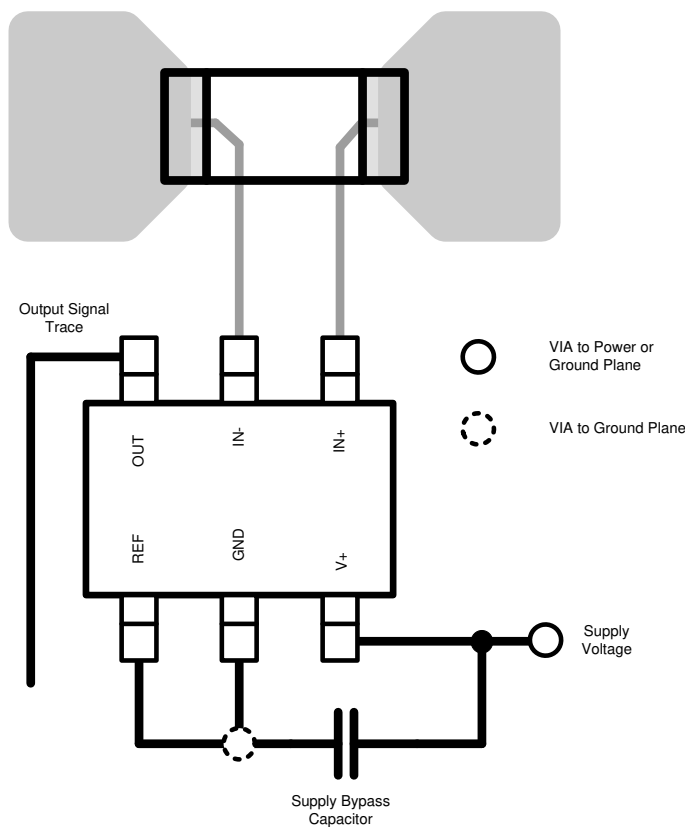 Output Signal
Trace
VIA to Power or
Ground Plane
VIA to Ground Plane
OUT
IN-
IN+
REF
GND
V+
Supply
Voltage
Supply Bypass
Capacitor